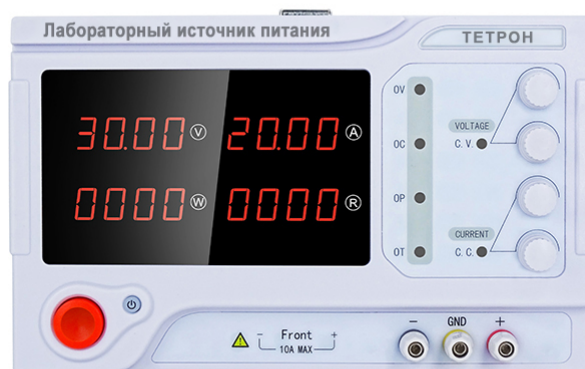 Лабораторный источник питания
ТЕТРОН
30.00 V 20.00 A
0000 W 0000 R
OV
VOLTAGE
OC C.V.
OP
CURRENT
OT C.C.
- Front +
10A MAX
- GND +